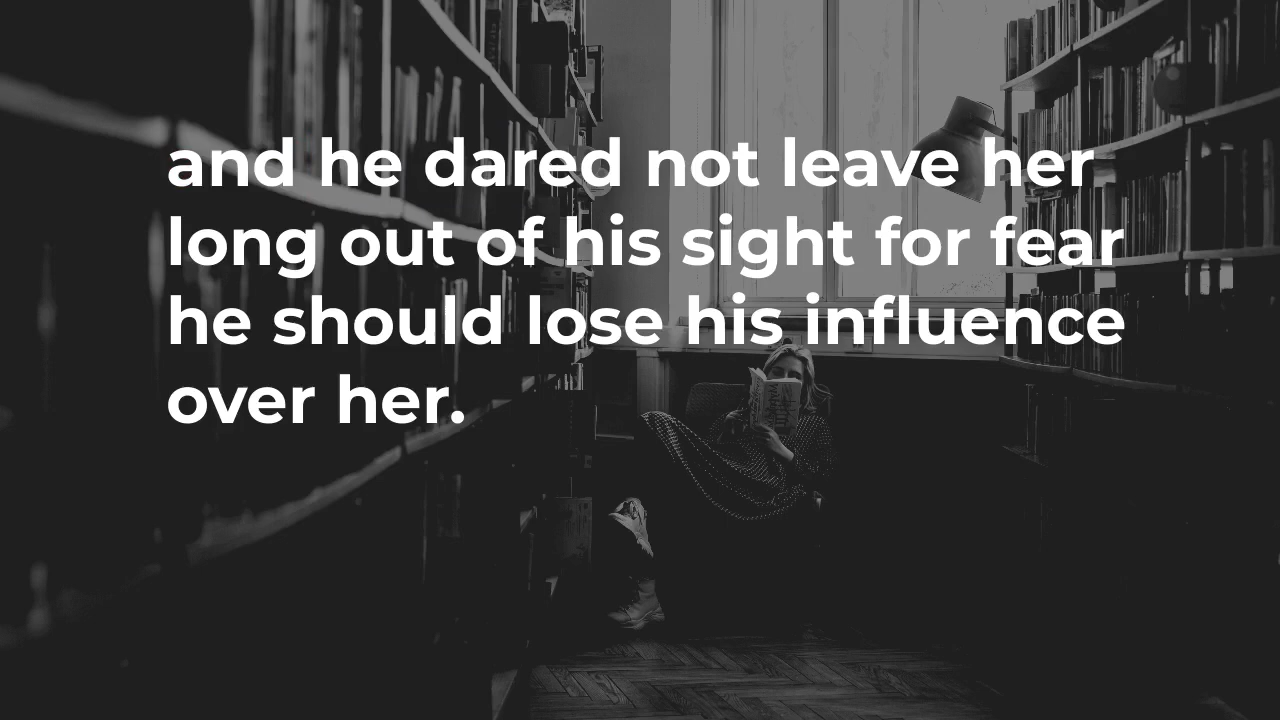 and he dared not leave her
long out of his sight for fear
he should lose his influence
over her.